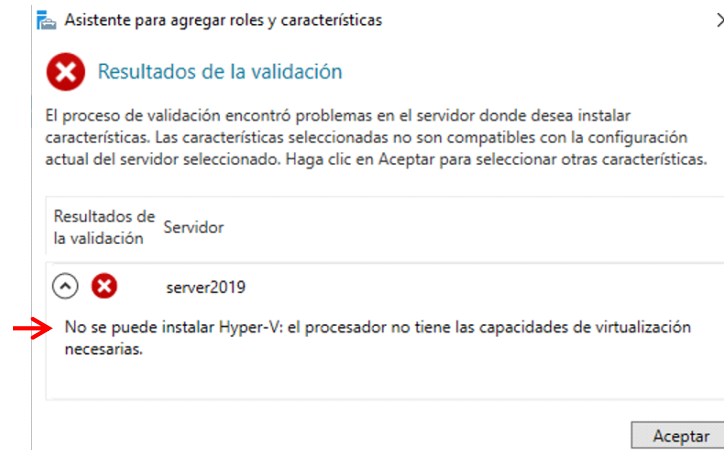 Asistente para agregar roles y características
Resultados de la validación
El proceso de validación encontró problemas en el servidor donde desea instalar
características. Las características seleccionadas no son compatibles con la configuración
actual del servidor seleccionado. Haga clic en Aceptar para seleccionar otras características.
Resultados de
la validación
Servidor
server2019
No se puede instalar Hyper-V: el procesador no tiene las capacidades de virtualización
necesarias.
Aceptar